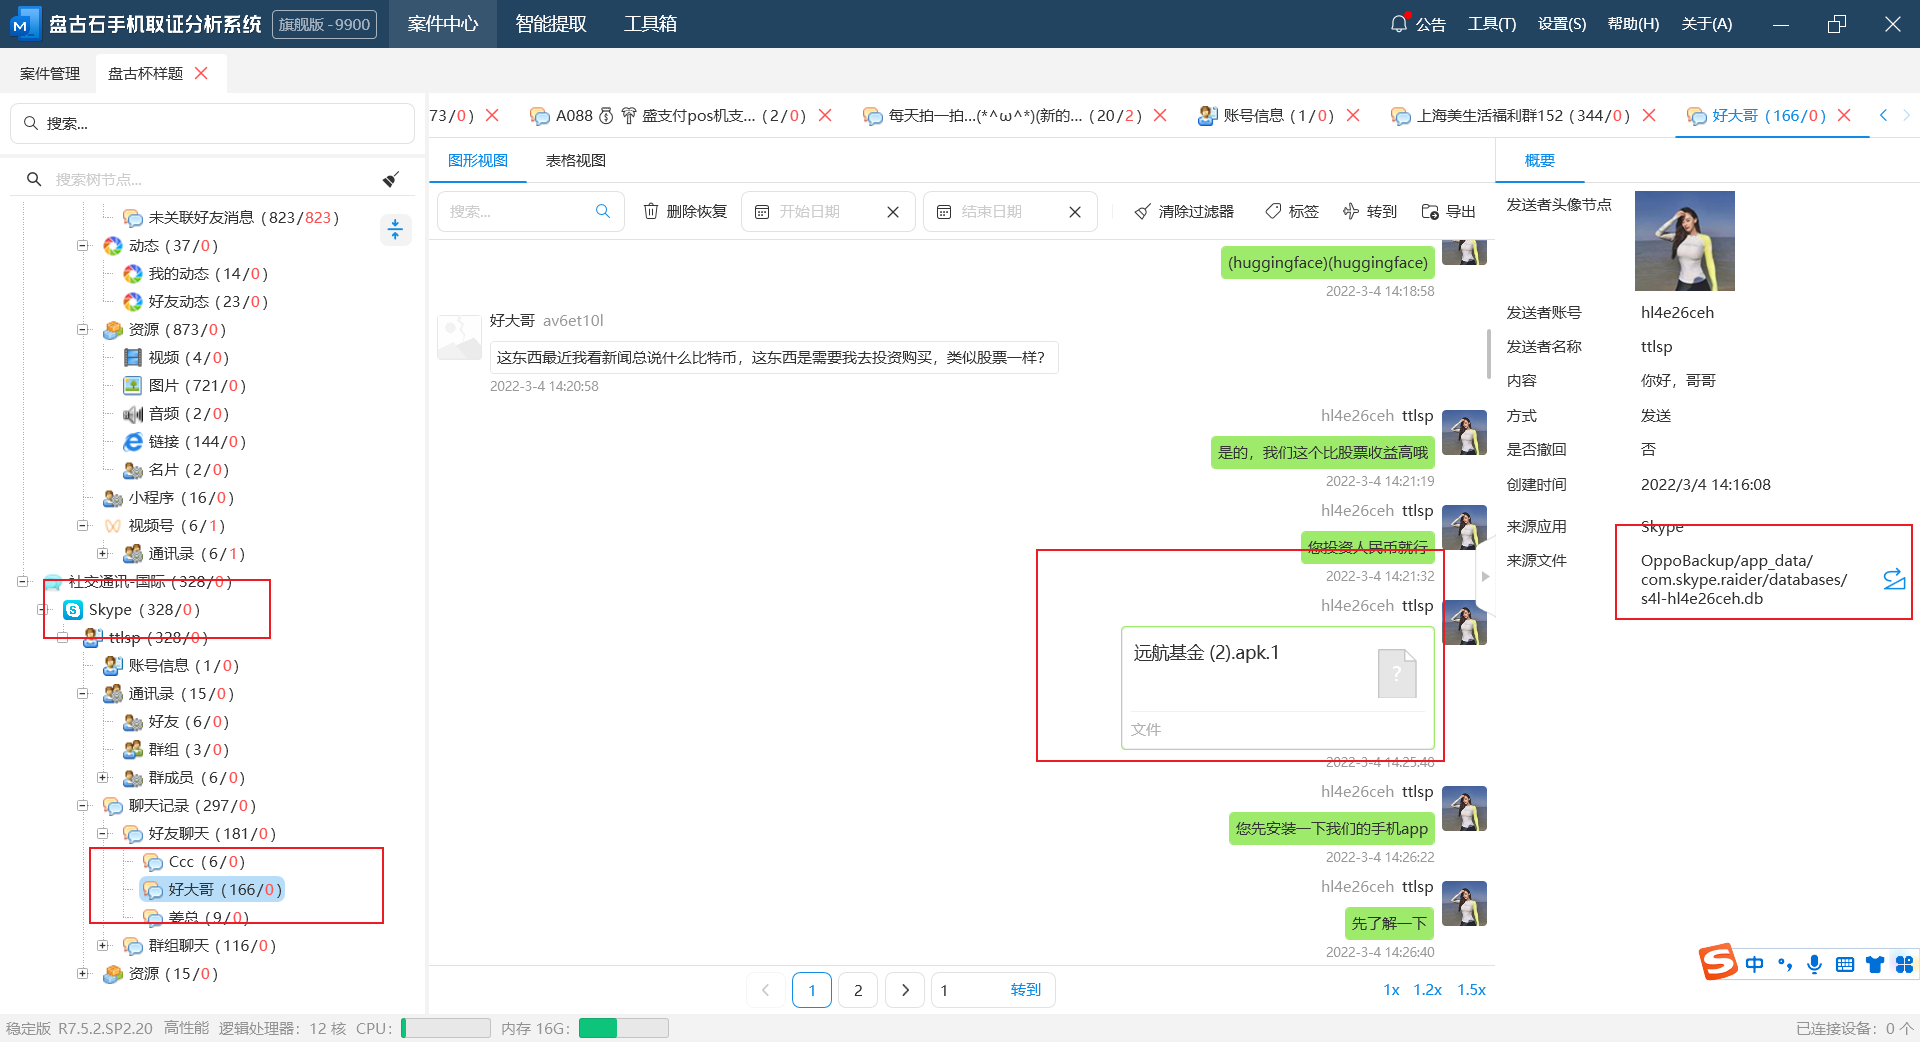 盘古石手机取证分析系统 旗舰版 -9900 案件中心 智能提取 工具箱 公告 工具(T) 设置(S) 帮助(H) 关于(A)
案件管理 盘古杯样题
搜索...
73/0) A088 盛支付pos机支... (2/0) 每天拍一拍...(*^ω^*)(新的... (20/2) 账号信息 (1/0) 上海美生活福利群152 (344/0) 好大哥 (166/0)
搜索树节点...
未关联好友消息 (823/823)
动态 (37/0)
我的动态 (14/0)
好友动态 (23/0)
资源 (873/0)
视频 (4/0)
图片 (721/0)
音频 (2/0)
链接 (144/0)
名片 (2/0)
小程序 (16/0)
视频号 (6/1)
通讯录 (6/1)
社交通讯-国际 (328/0)
Skype (328/0)
ttlsp (328/0)
账号信息 (1/0)
通讯录 (15/0)
好友 (6/0)
群组 (3/0)
群成员 (6/0)
聊天记录 (297/0)
好友聊天 (181/0)
Ccc (6/0)
好大哥 (166/0)
姜总 (9/0)
群组聊天 (116/0)
资源 (15/0)
图形视图 表格视图
搜索... 删除恢复 开始日期 结束日期 清除过滤器 标签 转到 导出
(huggingface)(huggingface)
2022-3-4 14:18:58
好大哥 av6et10l
这东西最近我看新闻总说什么比特币，这东西是需要我去投资购买，类似股票一样？
2022-3-4 14:20:58
hl4e26ceh ttlsp
是的，我们这个比股票收益高哦
2022-3-4 14:21:19
hl4e26ceh ttlsp
您投资人民币就行
2022-3-4 14:21:32
hl4e26ceh ttlsp
远航基金 (2).apk.1
?
文件
2022-3-4 14:25:48
hl4e26ceh ttlsp
您先安装一下我们的手机app
2022-3-4 14:26:22
hl4e26ceh ttlsp
先了解一下
2022-3-4 14:26:40
1 2 1 转到 1x 1.2x 1.5x
概要
发送者头像节点
发送者账号 hl4e26ceh
发送者名称 ttlsp
内容 你好，哥哥
方式 发送
是否撤回 否
创建时间 2022/3/4 14:16:08
来源应用 Skype
来源文件 OppoBackup/app_data/
com.skype.raider/databases/
s4l-hl4e26ceh.db
中
稳定版 R7.5.2.SP2.20 高性能 逻辑处理器：12 核 CPU: 内存 16G: 已连接设备：0 个